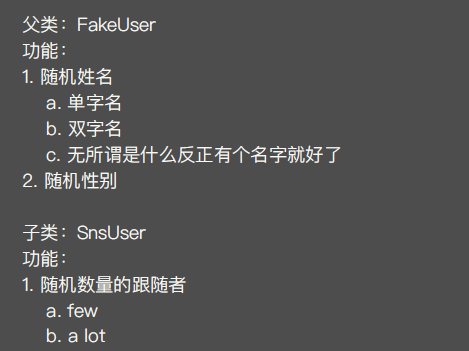 父类：FakeUser
功能：
1. 随机姓名
a. 单字名
b. 双字名
c. 无所谓是什么反正有个名字就好了
2. 随机性别
子类：SnsUser
功能：
1. 随机数量的跟随者
a. few
b. a lot